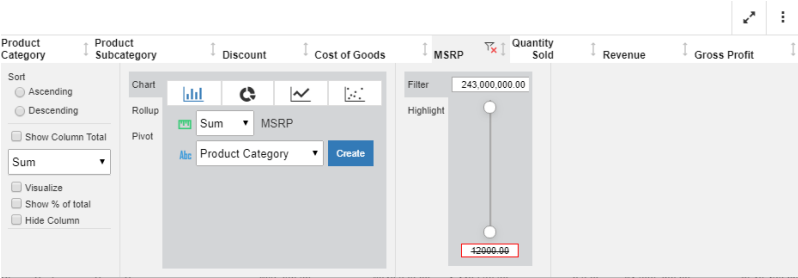 Product Category
Product Subcategory
Discount
Cost of Goods
MSRP
Quantity Sold
Revenue
Gross Profit
Sort
Ascending
Descending
Show Column Total
Sum
Visualize
Show % of total
Hide Column
Chart
Rollup
Pivot
Sum
MSRP
Abc
Product Category
Create
Filter
243,000,000.00
Highlight
12000.00